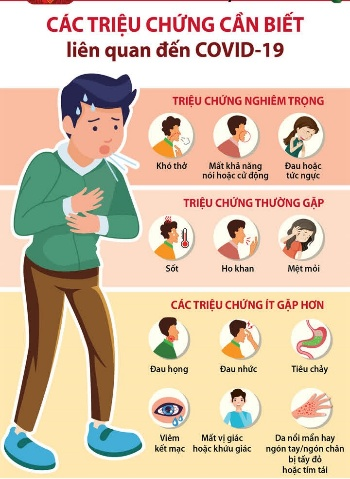 CÁC TRIỆU CHỨNG CẦN BIẾT
liên quan đến COVID-19
TRIỆU CHỨNG NGHIÊM TRỌNG
Khó thở
Mất khả năng
nói hoặc cử động
Đau hoặc
tức ngực
TRIỆU CHỨNG THƯỜNG GẶP
Sốt
Ho khan
Mệt mỏi
CÁC TRIỆU CHỨNG ÍT GẶP HƠN
Đau họng
Đau nhức
Tiêu chảy
Viêm
kết mạc
Mất vị giác
hoặc khứu giác
Da nổi mẩn hay
ngón tay/ngón chân
bị tấy đỏ
hoặc tím tái